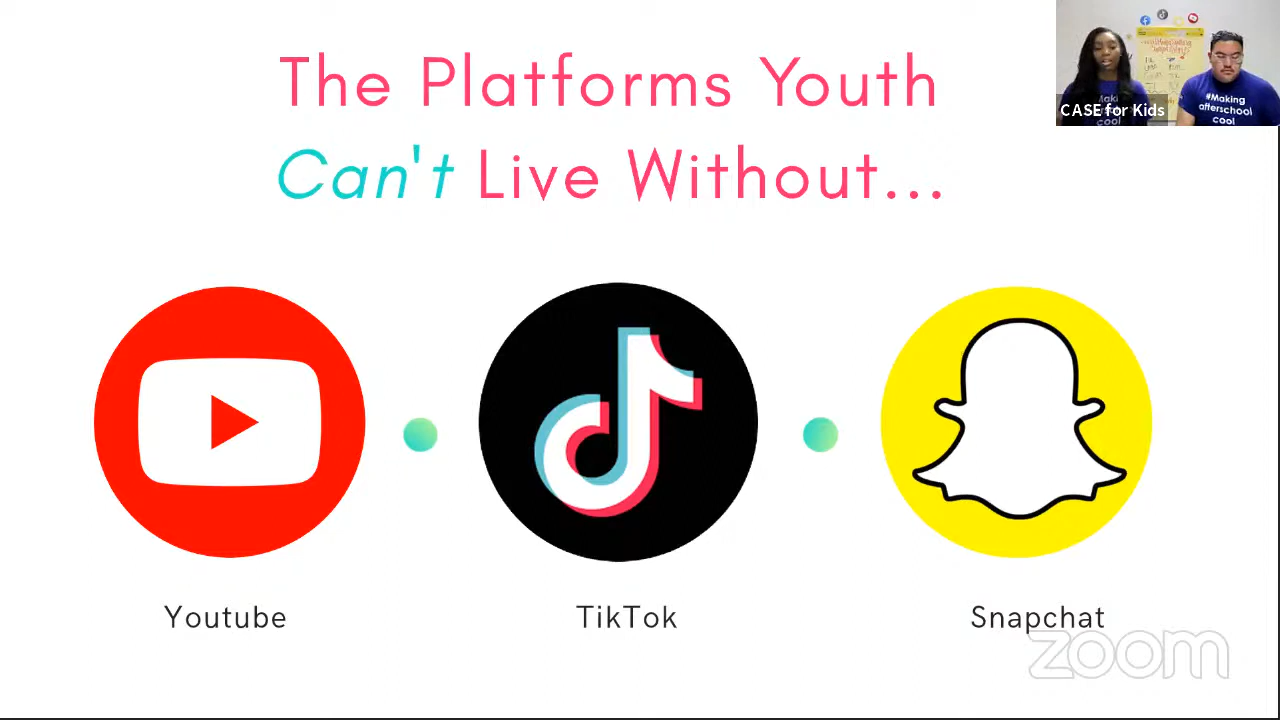 The Platforms Youth
Can't Live Without...
CASE for Kids
#Making
afterschool
cool
Youtube
TikTok
Snapchat
zoom